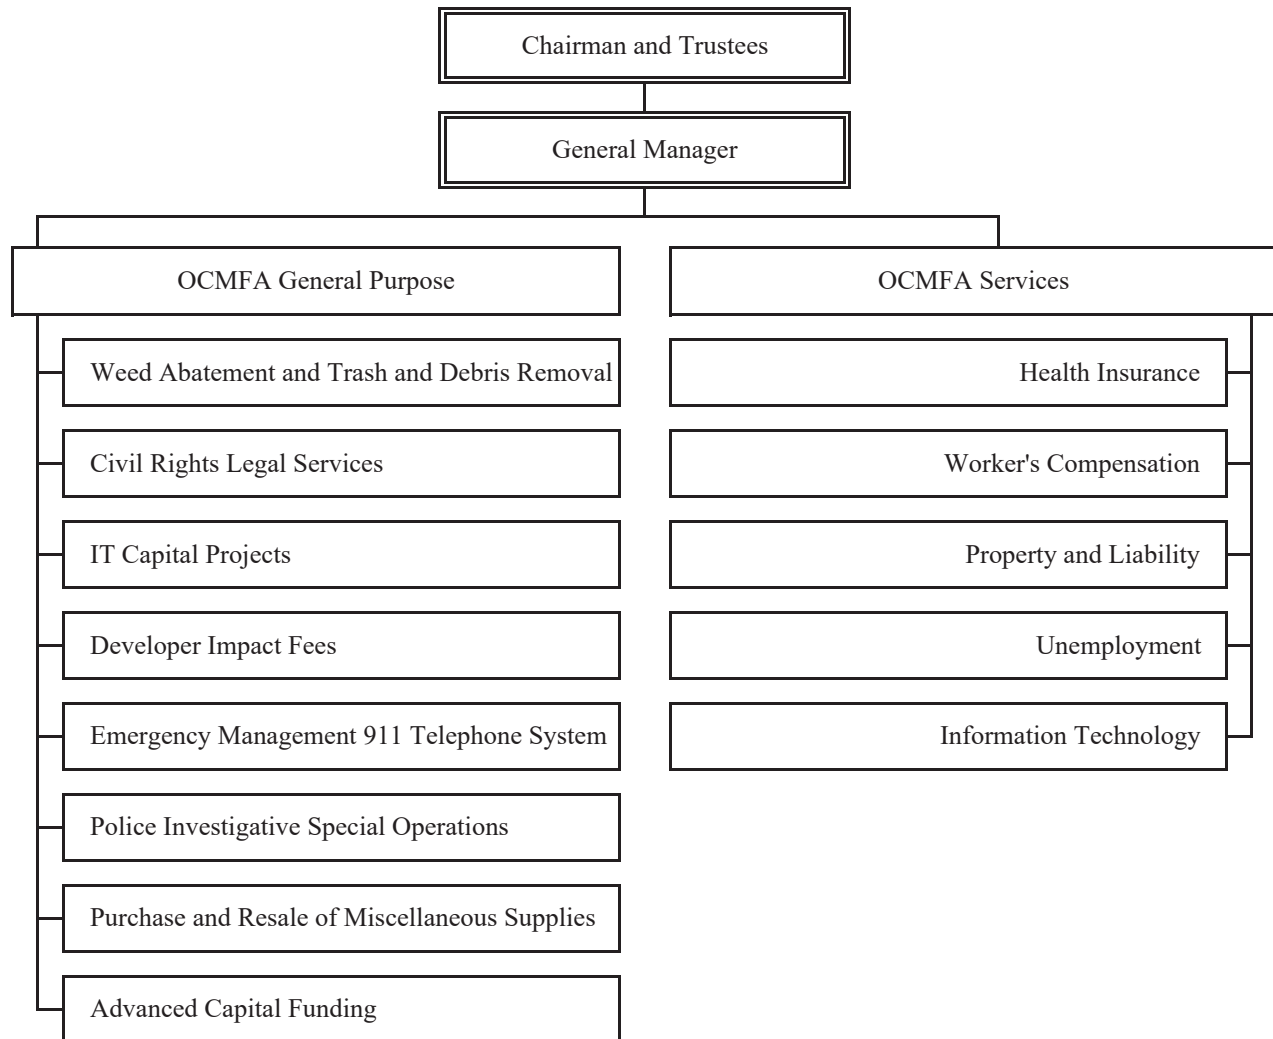 Chairman and Trustees
General Manager
OCMFA General Purpose
Weed Abatement and Trash and Debris Removal
Civil Rights Legal Services
IT Capital Projects
Developer Impact Fees
Emergency Management 911 Telephone System
Police Investigative Special Operations
Purchase and Resale of Miscellaneous Supplies
Advanced Capital Funding
OCMFA Services
Health Insurance
Worker's Compensation
Property and Liability
Unemployment
Information Technology